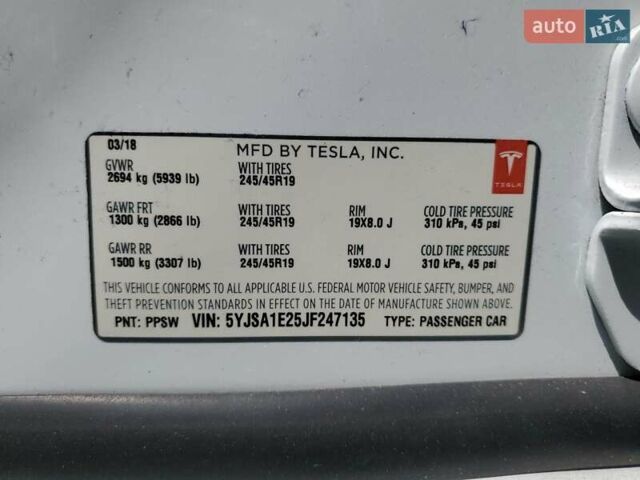 auto RIA
.com
03/18 MFD BY TESLA, INC.
GVWR WITH TIRES
2694 kg (5939 lb) 245/45R19
TESLA
GAWR FRT WITH TIRES RIM COLD TIRE PRESSURE
1300 kg (2866 lb) 245/45R19 19X8.0 J 310 kPs, 45 psi
GAWR RR WITH TIRES RIM COLD TIRE PRESSURE
1500 kg (3307 lb) 245/45R19 19X8.0 J 310 kPs, 45 psi
THIS VEHICLE CONFORMS TO ALL APPLICABLE U.S. FEDERAL MOTOR VEHICLE SAFETY, BUMPER, AND
THEFT PREVENTION STANDARDS IN EFFECT ON THE DATE OF MANUFACTURE SHOWN ABOVE.
PNT: PPSW VIN: 5YJSA1E25JF247135 TYPE: PASSENGER CAR